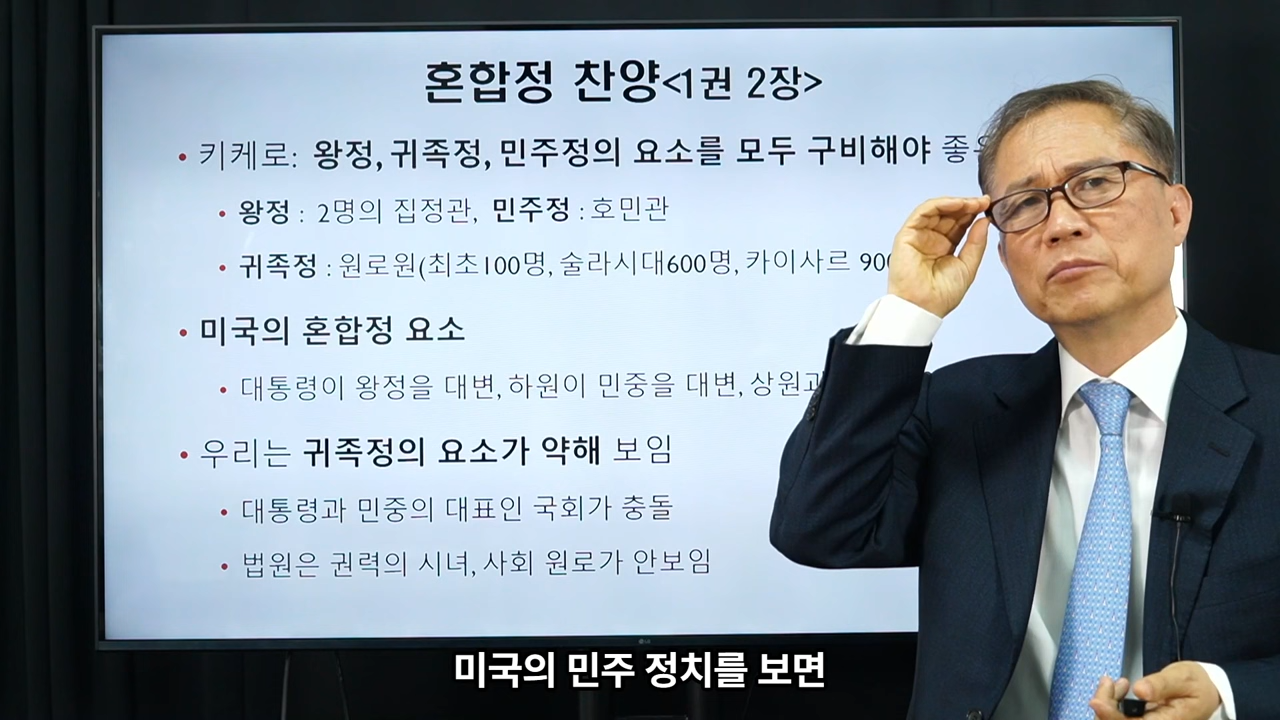 혼합정 찬양<1권 2장>
• 키케로: 왕정, 귀족정, 민주정의 요소를 모두 구비해야
• 왕정 : 2명의 집정관, 민주정 : 호민관
• 귀족정 : 원로원(최초100명, 술라시대600명, 카이사르
• 미국의 혼합정 요소
• 대통령이 왕정을 대변, 하원이 민중을 대변,
• 우리는 귀족정의 요소가 약해 보임
• 대통령과 민중의 대표인 국회가 충돌
• 법원은 권력의 시녀, 사회 원로가 안보임
LG
미국의 민주 정치를 보면